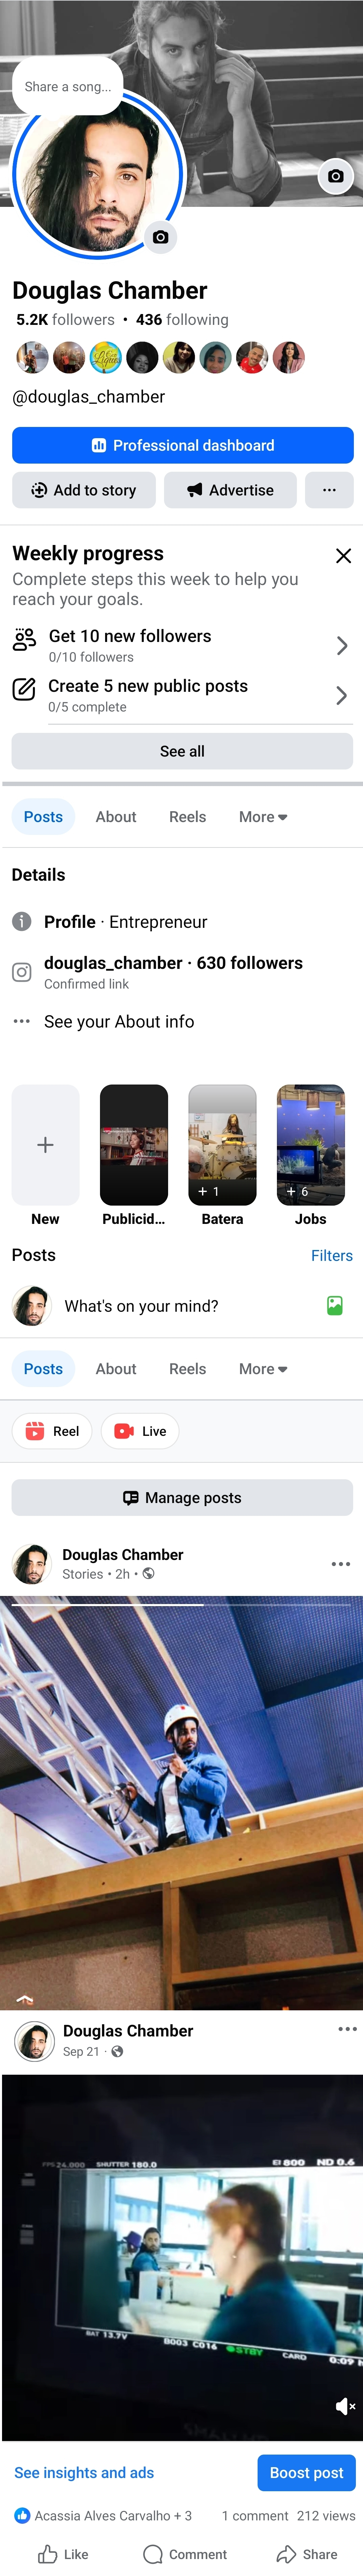 Share a song...
Douglas Chamber
5.2K followers • 436 following
@douglas_chamber
Professional dashboard
Add to story
Advertise
Weekly progress
Complete steps this week to help you
reach your goals.
Get 10 new followers
0/10 followers
Create 5 new public posts
0/5 complete
See all
Posts About Reels More
Details
Profile · Entrepreneur
douglas_chamber · 630 followers
Confirmed link
See your About info
+ 1
+ 6
New Publicid... Batera Jobs
Posts Filters
What's on your mind?
Posts About Reels More
Reel Live
Manage posts
Douglas Chamber
Stories • 2h •
Douglas Chamber
Sep 21 ·
FPS 24.000 SHUTTER 180.0 EI 800 ND 0.6
BAT 13.7V B003 C016 STBY CARD 0:09
See insights and ads Boost post
Acassia Alves Carvalho + 3 1 comment 212 views
Like Comment Share